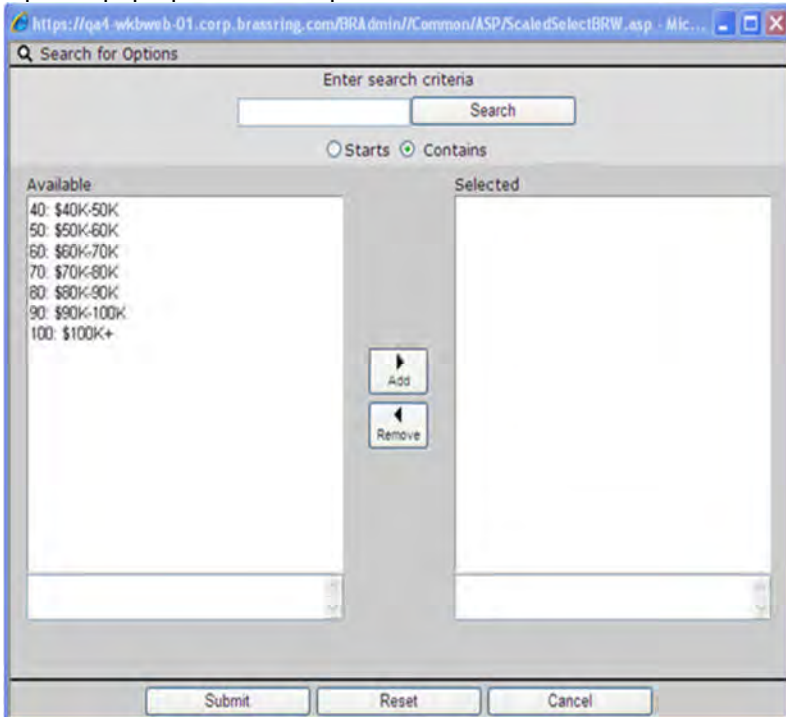 https://qa4-wkbweb-01.corp.brassring.com/BRAdmin//Common/ASP/ScaledSelectBRW.asp - Mic...
Search for Options
Enter search criteria
Search
Starts Contains
Available Selected
40: $40K-50K
50: $50K-60K
60: $60K-70K
70: $70K-80K
80: $80K-90K
90: $90K-100K
100: $100K+
Add
Remove
Submit Reset Cancel